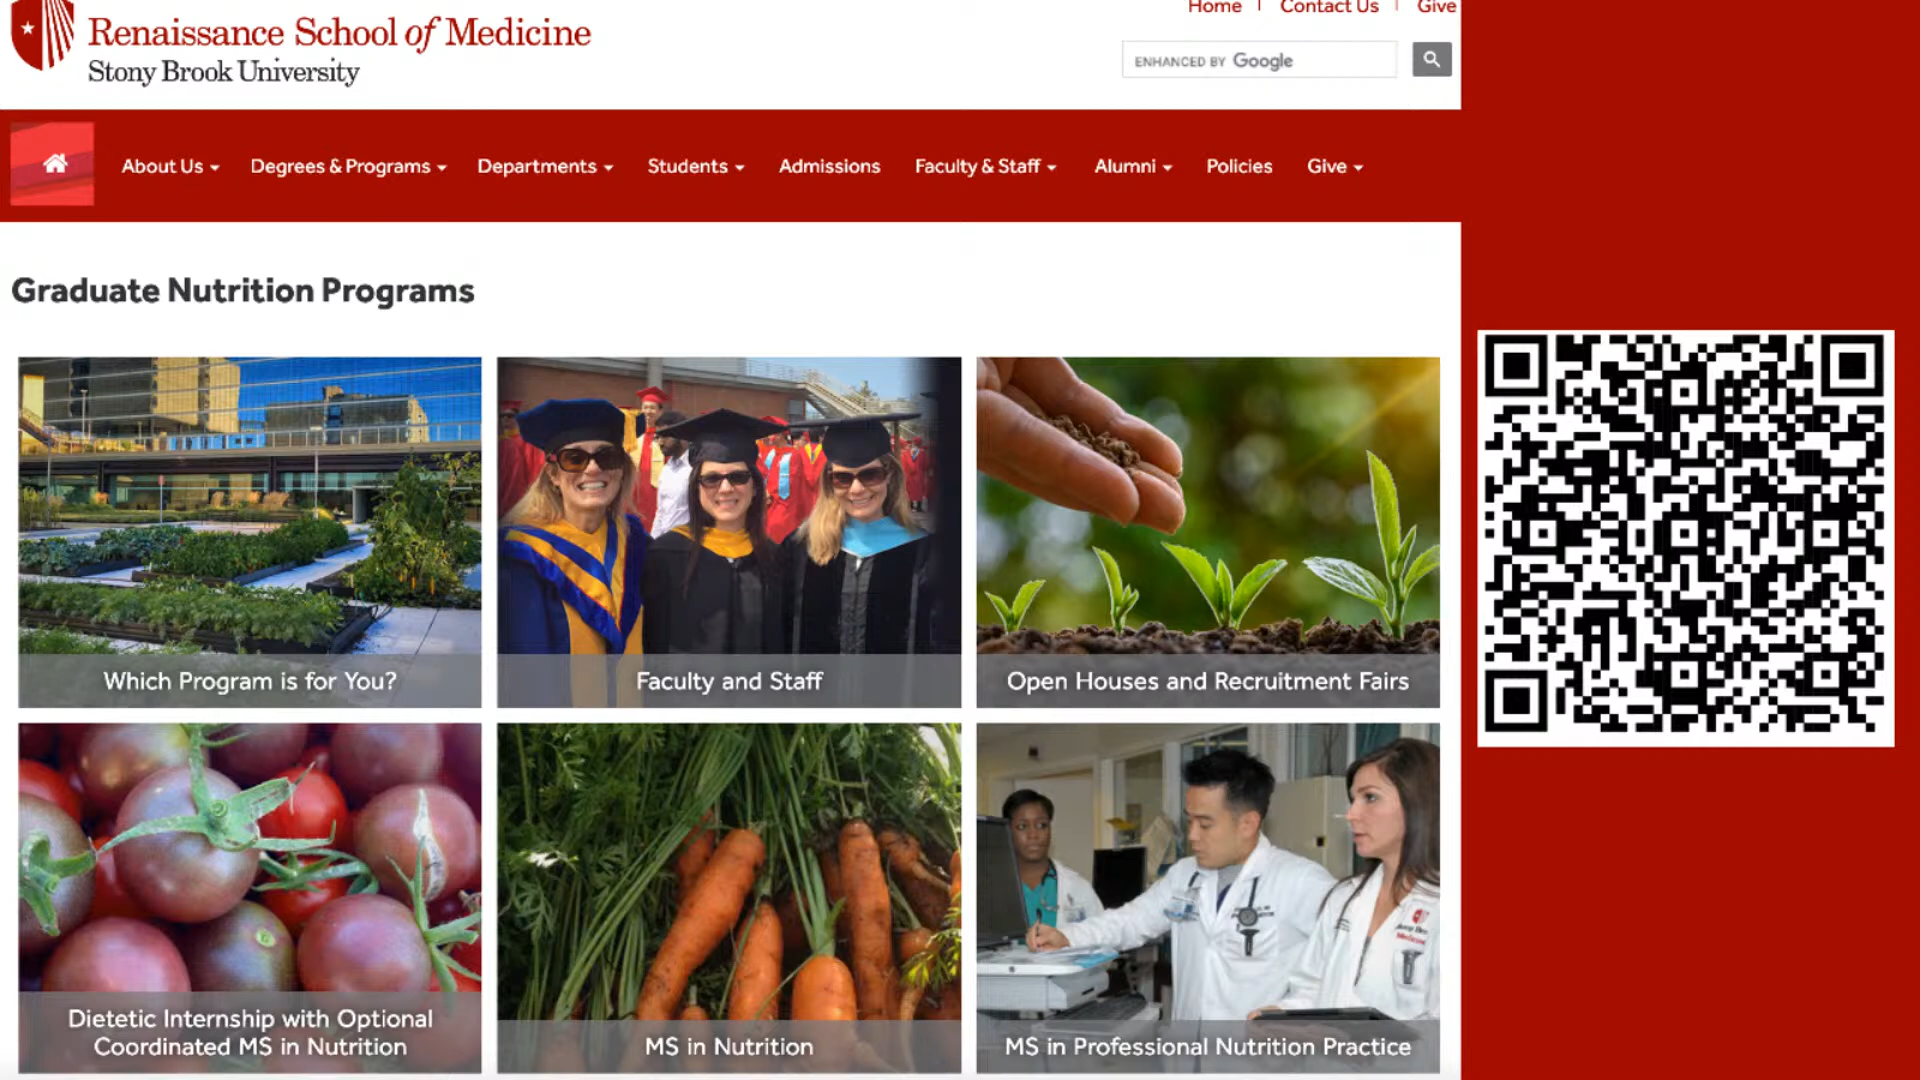 Renaissance School of Medicine
Stony Brook University
Home | Contact Us | Give
ENHANCED BY Google
About Us
Degrees & Programs
Departments
Students
Admissions
Faculty & Staff
Alumni
Policies
Give
Graduate Nutrition Programs
Which Program is for You?
Faculty and Staff
Open Houses and Recruitment Fairs
Dietetic Internship with Optional
Coordinated MS in Nutrition
MS in Nutrition
MS in Professional Nutrition Practice